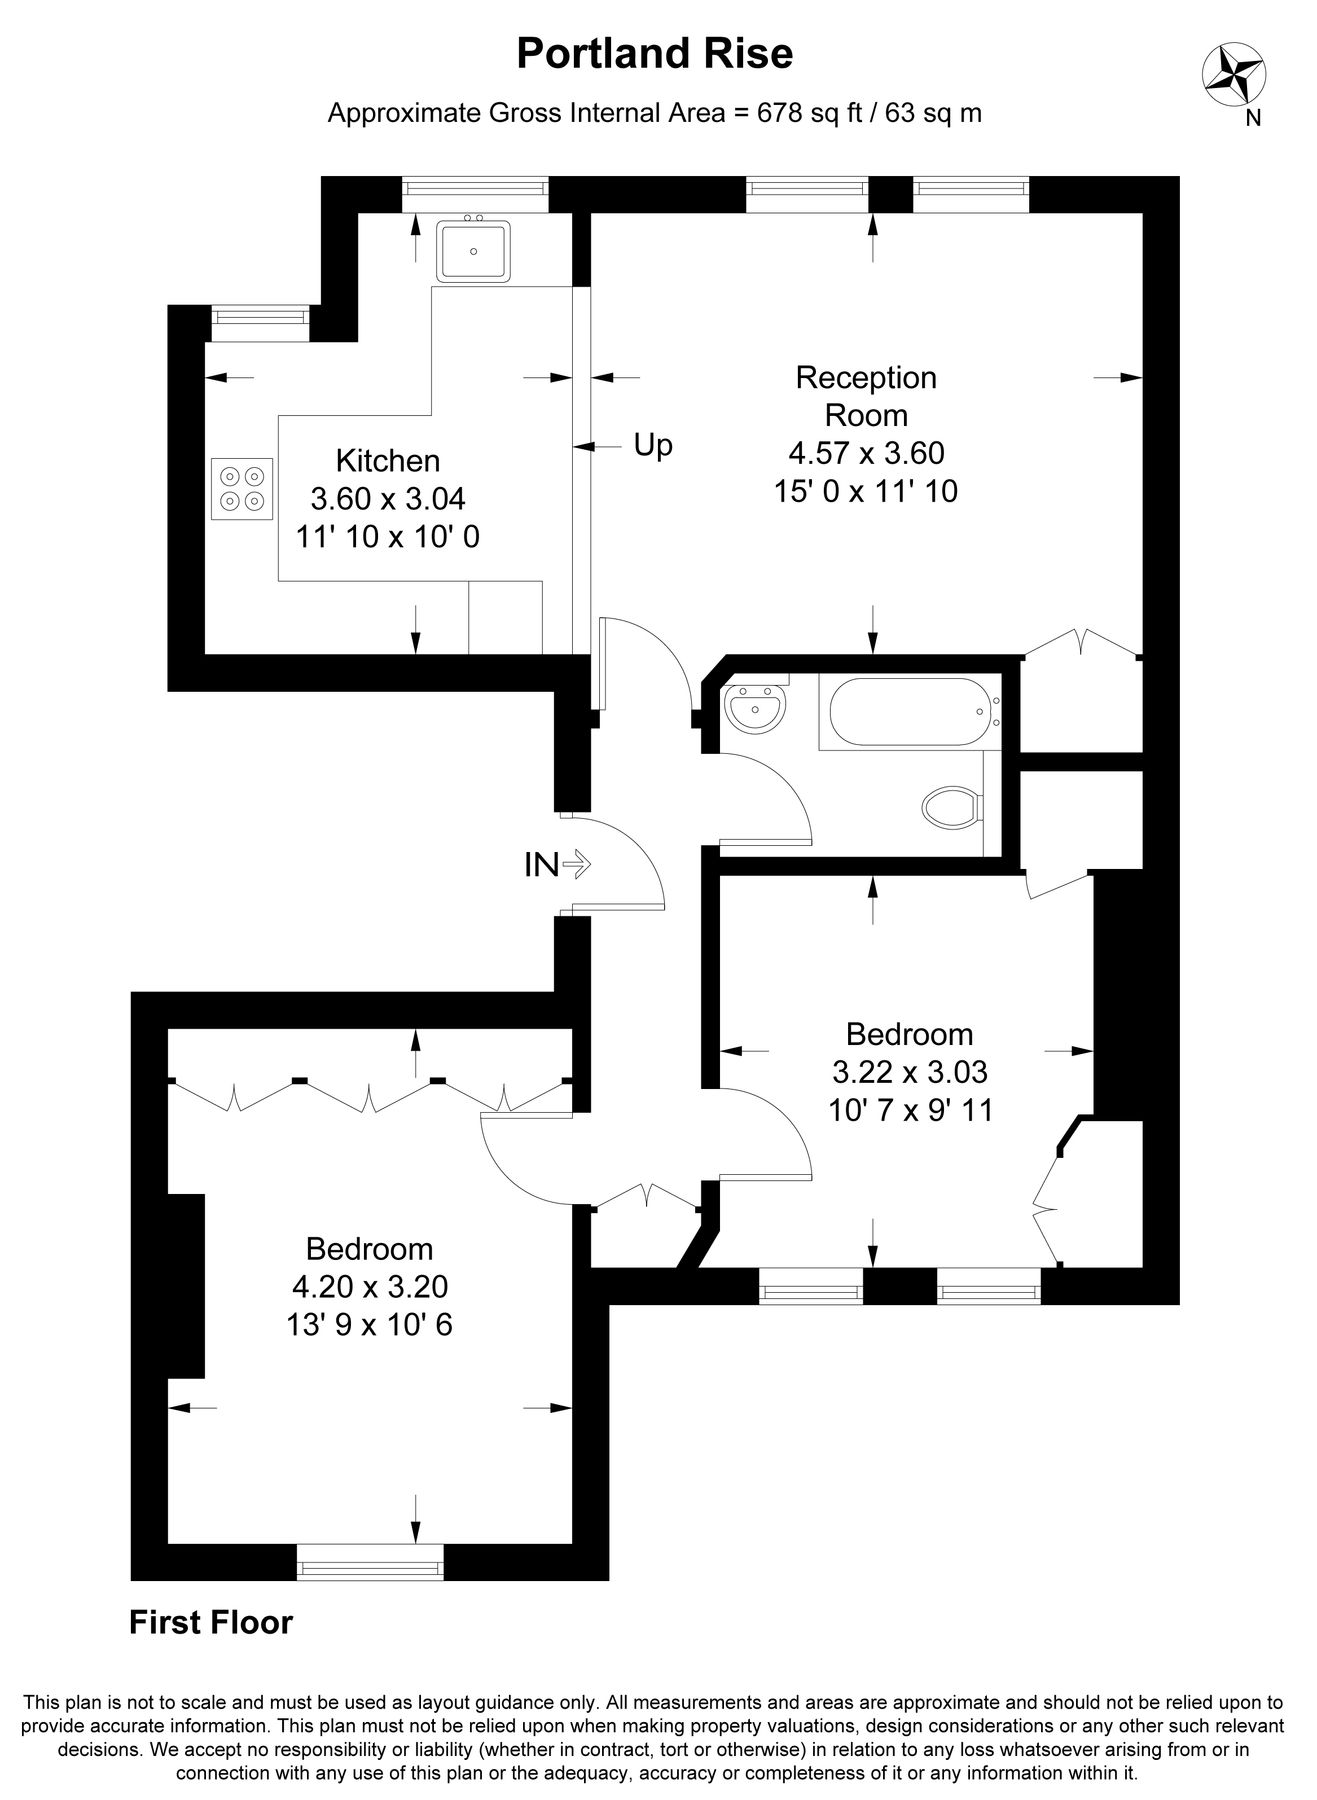 Portland Rise
Approximate Gross Internal Area = 678 sq ft / 63 sq m
N
Reception
Room
4.57 x 3.60
15' 0 x 11' 10
Up
Kitchen
3.60 x 3.04
11' 10 x 10' 0
IN
Bedroom
3.22 x 3.03
10' 7 x 9' 11
Bedroom
4.20 x 3.20
13' 9 x 10' 6
First Floor
This plan is not to scale and must be used as layout guidance only. All measurements and areas are approximate and should not be relied upon to
provide accurate information. This plan must not be relied upon when making property valuations, design considerations or any other such relevant
decisions. We accept no responsibility or liability (whether in contract, tort or otherwise) in relation to any loss whatsoever arising from or in
connection with any use of this plan or the adequacy, accuracy or completeness of it or any information within it.